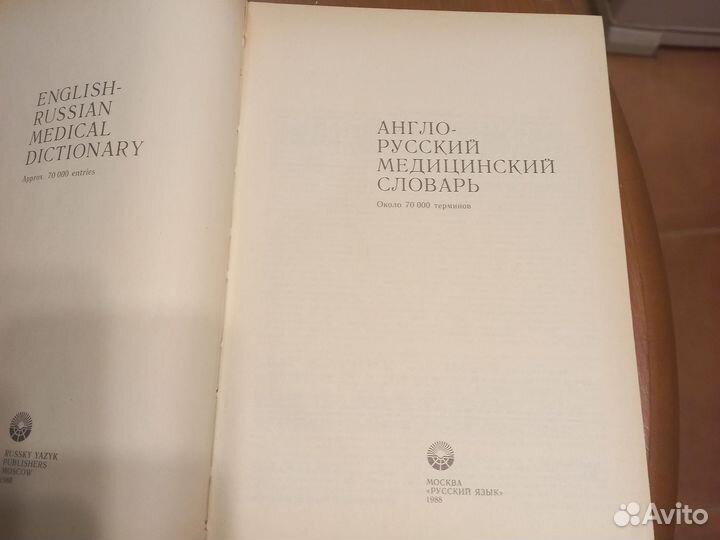 ENGLISH-
RUSSIAN
MEDICAL
DICTIONARY
Approx. 70 000 entries
RUSSKY YAZYK
PUBLISHERS
MOSCOW
1988
АНГЛО-
РУССКИЙ
МЕДИЦИНСКИЙ
СЛОВАРЬ
Около 70 000 терминов
МОСКВА
«РУССКИЙ ЯЗЫК»
1988
Avito